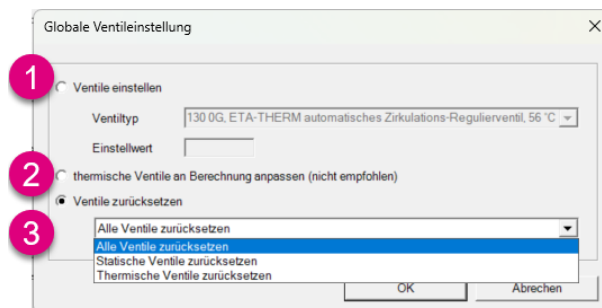 Globale Ventileinstellung
1
Ventile einstellen
Ventiltyp 130 0G, ETA-THERM automatisches Zirkulations-Regulierventil, 56 °C
Einstellwert
2
thermische Ventile an Berechnung anpassen (nicht empfohlen)
Ventile zurücksetzen
3
Alle Ventile zurücksetzen
Alle Ventile zurücksetzen
Statische Ventile zurücksetzen
Thermische Ventile zurücksetzen
OK Abrechen